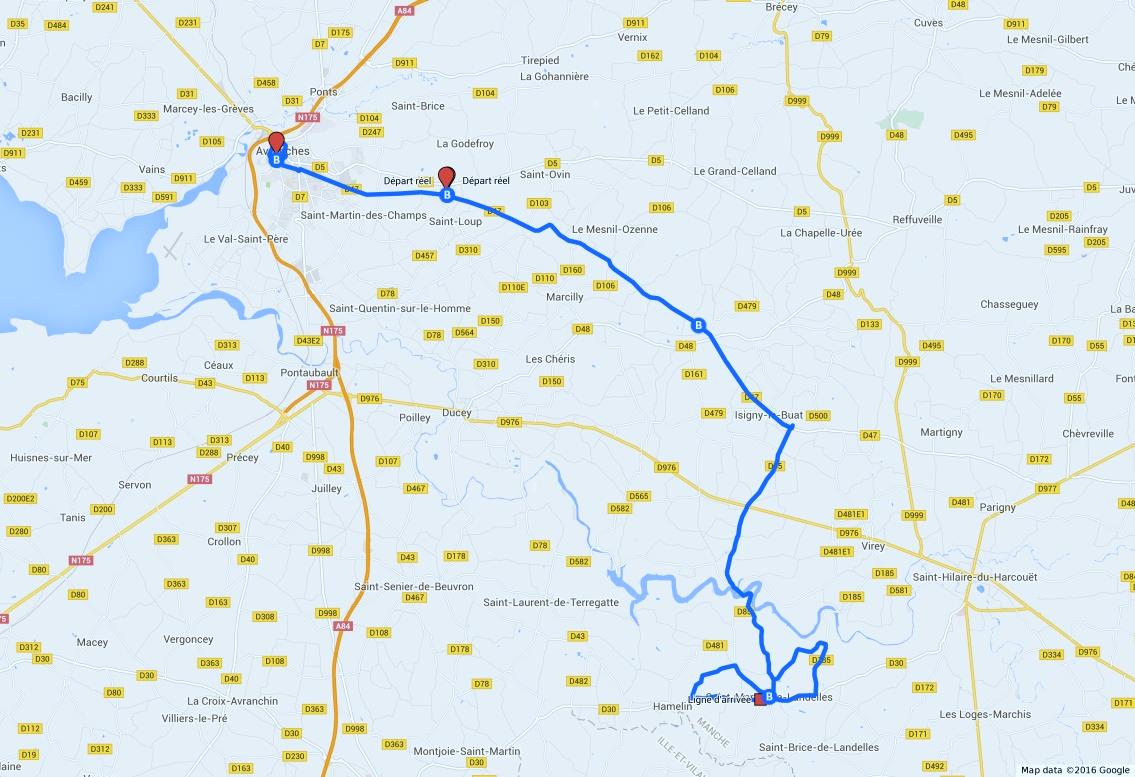 D241
D48
Brécey
A84
D231
D911
Cuves
D911
D35
D484
D175
Vernix
D79
Le Mesnil-Gilbert
D7
D162
D104
D911
Tirepied
D179
La Gohannière
D458
D106
Le Mesnil-Adelée
Bacilly
D31
Ponts
D104
D999
D79
D31
Saint-Brice
Marcey-les-Grèves
Le Petit-Celland
D333
N175
D104
D48
D495
D231
D247
D999
D105
La Godefroy
D911
B
D5
D5
Vains
D5
Saint-Ovin
Le Grand-Celland
D459
D911
Départ réel
Départ réel
D333
D5
D591
D7
B
D5
D103
D106
D205
Saint-Martin-des-Champs
D5
Saint-Loup
Reffuveille
Le Mesnil-Ozenne
Le Mesnil-Rainfray
La Chapelle-Urée
Le Val-Saint-Père
D205
D310
D595
D457
D160
D999
D110
D110E
D106
D78
D48
Marcilly
Chasseguey
Saint-Quentin-sur-le-Homme
D479
D150
B
D133
N175
D48
D78
D564
D43E2
D170
D55
D313
D48
D495
Les Chéris
D288
D310
D999
Céaux
Pontaubault
D161
Courtils
D113
D150
Le Mesnillard
D75
D43
N175
D170
D976
D55
Ducey
D479
Isigny-le-Buat
D500
Poilley
D976
D107
Martigny
Chèvreville
D313
D47
D113
D40
D288
Huisnes-sur-Mer
Précey
D998
D107
D172
D43
D976
N175
Servon
Juilley
D467
D977
D200E2
D565
D481
D200
D582
Parigny
Tanis
D481E1
D999
D280
D307
D976
D363
Crollon
D78
Virey
D998
D481E1
D43
D178
N175
D40
D582
D80
D185
Saint-Hilaire-du-Harcouët
D363
Saint-Senier-de-Beuvron
D581
D80
D467
D185
D163
Saint-Laurent-de-Terregatte
D308
D998
A84
D108
D43
Macey
Vergoncey
D481
D312
D178
D334
D976
D30
D363
D108
D30
D40
D78
D482
D172
D30
D80
La Croix-Avranchin
Ligne d'arrivée
B
D171
D363
D30
Hamelin
Les Loges-Marchis
Villiers-le-Pré
D112
D998
D334
D30
MANCHE
D171
D312
D363
Saint-Brice-de-Landelles
D19
Montjoie-Saint-Martin
D230
D163
D492
Map data ©2016 Google